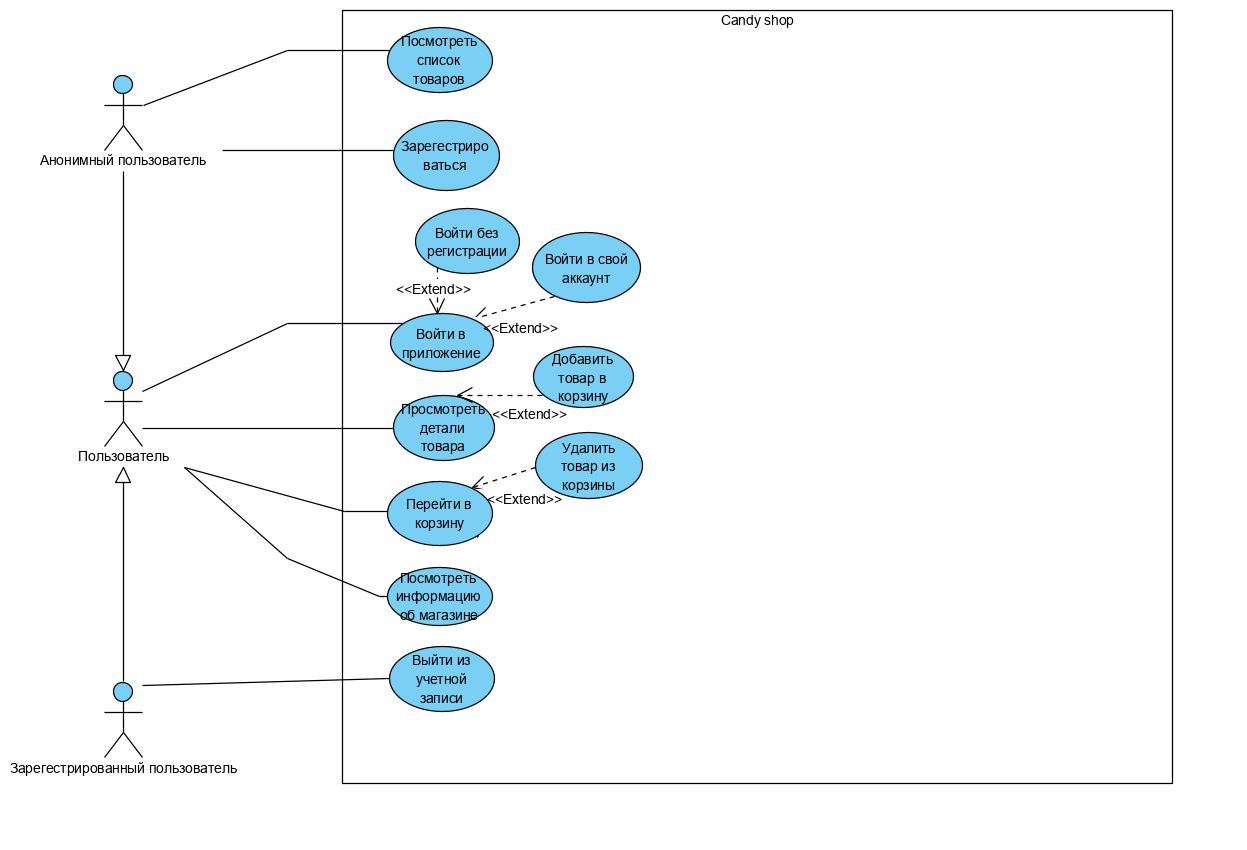 Candy shop
Посмотреть
список
товаров
Анонимный пользователь
Зарегестриро
ваться
Войти без
регистрации
Войти в свой
аккаунт
<<Extend>>
<<Extend>>
Войти в
приложение
Добавить
товар в
корзину
<<Extend>>
Просмотреть
детали
товара
Пользователь
Удалить
товар из
корзины
<<Extend>>
Перейти в
корзину
Посмотреть
информацию
об магазине
Выйти из
учетной
записи
Зарегестрированный пользователь